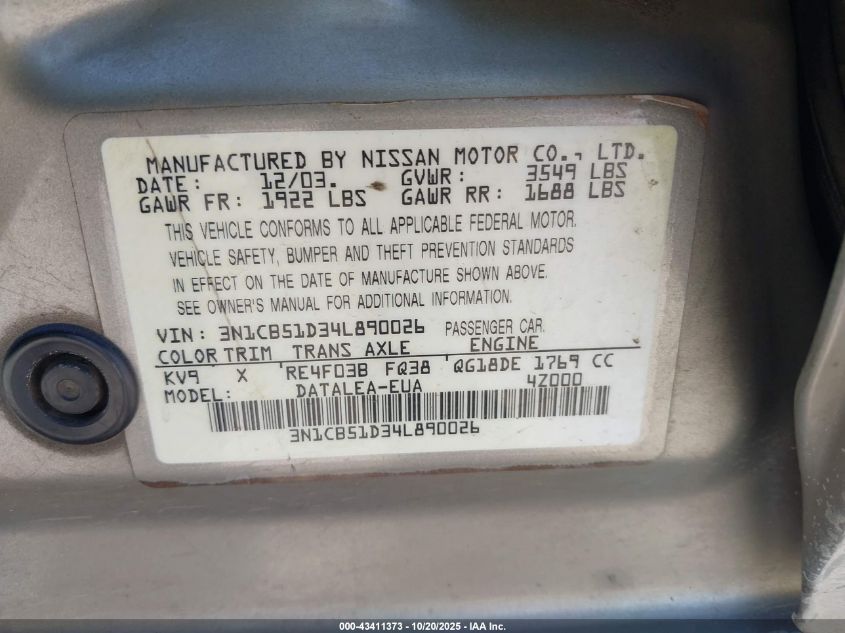 MANUFACTURED BY NISSAN MOTOR CO., LTD.
DATE: 12/03. GVWR: 3549 LBS
GAWR FR: 1922 LBS GAWR RR: 1688 LBS
THIS VEHICLE CONFORMS TO ALL APPLICABLE FEDERAL MOTOR.
VEHICLE SAFETY, BUMPER AND THEFT PREVENTION STANDARDS
IN EFFECT ON THE DATE OF MANUFACTURE SHOWN ABOVE.
SEE OWNER'S MANUAL FOR ADDITIONAL INFORMATION.
VIN: 3N1CB51D34L890026 PASSENGER CAR.
COLOR TRIM TRANS AXLE ENGINE
KV9 X RE4F03B FQ38 QG18DE 1769 CC
MODEL: DATALEA-EUA 4Z000
3N1CB51D34L890026
000-43411373 - 10/20/2025 - IAA Inc.